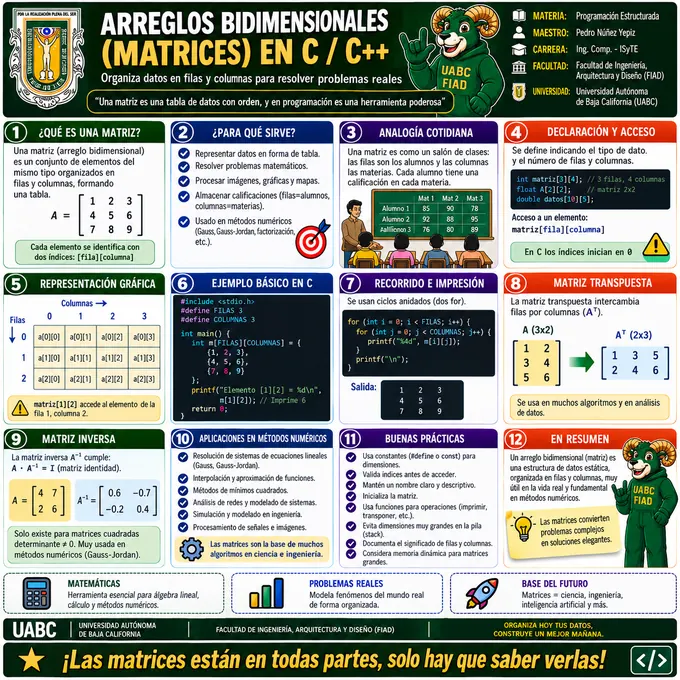 POR LA REALIZACIÓN PLENA DEL SER
ARREGLOS BIDIMENSIONALES
(MATRICES) EN C / C++
Organiza datos en filas y columnas para resolver problemas reales
"Una matriz es una tabla de datos con orden, y en programación es una herramienta poderosa"
UABC
FIAD
MATERIA: Programación Estructurada
MAESTRO: Pedro Núñez Yepiz
CARRERA: Ing. Comp. - ISyTE
FACULTAD: Facultad de Ingeniería,
Arquitectura y Diseño (FIAD)
UNIVERSIDAD: Universidad Autónoma
de Baja California (UABC)
1 ¿QUÉ ES UNA MATRIZ?
Una matriz (arreglo bidimensional)
es un conjunto de elementos del
mismo tipo organizados en
filas y columnas, formando
una tabla.
1 2 3
A = 4 5 6
7 8 9
Cada elemento se identifica con
dos índices: [fila][columna]
2 ¿PARA QUÉ SIRVE?
Representar datos en forma de tabla.
Resolver problemas matemáticos.
Procesar imágenes, gráficas y mapas.
Almacenar calificaciones (filas=alumnos,
columnas=materias).
Usado en métodos numéricos
(Gauss, Gauss-Jordan, factorización,
etc.).
3 ANALOGÍA COTIDIANA
Una matriz es como un salón de clases:
las filas son los alumnos y las columnas
las materias. Cada alumno tiene una
calificación en cada materia.
Mat 1 Mat 2 Mat 3
Alumno 1 85 90 78
Alumno 2 92 88 95
76 80 89
4 DECLARACIÓN Y ACCESO
Se define indicando el tipo de dato
y el número de filas y columnas.
int matriz[3][4]; // 3 filas, 4 columnas
float A[2][2]; // matriz 2x2
double datos[10][5];
Acceso a un elemento:
matriz[fila][columna]
En C los índices inician en 0
5 REPRESENTACIÓN GRÁFICA
Columnas →
Filas 0 1 2 3
0 a[0][0] a[0][1] a[0][2] a[0][3]
1 a[1][0] a[1][1] a[1][2] a[1][3]
2 a[2][0] a[2][1] a[2][2] a[2][3]
matriz[1][2] accede al elemento de la
fila 1, columna 2.
6 EJEMPLO BÁSICO EN C
#include <stdio.h>
#define FILAS 3
#define COLUMNAS 3
int main() {
int m[FILAS][COLUMNAS] = {
{1, 2, 3},
{4, 5, 6},
{7, 8, 9}
};
printf("Elemento [1][2] = %d\n",
m[1][2]); // Imprime 6
return 0;
}
7 RECORRIDO E IMPRESIÓN
Se usan ciclos anidados (dos for).
for (int i = 0; i < FILAS; i++) {
for (int j = 0; j < COLUMNAS; j++) {
printf("%4d", m[i][j]);
}
printf("\n");
}
Salida:
1 2 3
4 5 6
7 8 9
8 MATRIZ TRANSPUESTA
La matriz transpuesta intercambia
filas por columnas (Aᵀ).
A (3x2)
1 2
3 4
5 6
Aᵀ (2x3)
1 3 5
2 4 6
Se usa en muchos algoritmos y en análisis
de datos.
9 MATRIZ INVERSA
La matriz inversa A⁻¹ cumple:
A · A⁻¹ = I (matriz identidad).
A = 4 7
2 6
A⁻¹ = 0.6 −0.7
−0.2 0.4
Solo existe para matrices cuadradas
determinante ≠ 0. Muy usada en
métodos numéricos (Gauss-Jordan).
10 APLICACIONES EN MÉTODOS NUMÉRICOS
Resolución de sistemas de ecuaciones lineales
(Gauss, Gauss-Jordan).
Interpolación y aproximación de funciones.
Métodos de mínimos cuadrados.
Análisis de redes y modelado de sistemas.
Simulación y modelado en ingeniería.
Procesamiento de señales e imágenes.
Las matrices son la base de muchos
algoritmos en ciencia e ingeniería.
11 BUENAS PRÁCTICAS
Usa constantes (#define o const) para
dimensiones.
Valida índices antes de acceder.
Mantén un nombre claro y descriptivo.
Inicializa la matriz.
Usa funciones para operaciones (imprimir,
transponer, etc.).
Evita dimensiones muy grandes en la pila
(stack).
Documenta el significado de filas y columnas.
Considera memoria dinámica para matrices
grandes.
12 EN RESUMEN
Un arreglo bidimensional (matriz) es
una estructura de datos estática,
organizada en filas y columnas, muy
útil en la vida real y fundamental
en métodos numéricos.
Las matrices convierten
problemas complejos
en soluciones elegantes.
UABC
FIAD
MATEMÁTICAS
Herramienta esencial para álgebra lineal,
cálculo y métodos numéricos.
PROBLEMAS REALES
Modela fenómenos del mundo real
de forma organizada.
BASE DEL FUTURO
Matrices = ciencia, ingeniería,
inteligencia artificial y más.
UABC
UNIVERSIDAD AUTÓNOMA
DE BAJA CALIFORNIA
FACULTAD DE INGENIERÍA, ARQUITECTURA Y DISEÑO (FIAD)
ORGANIZA HOY TUS DATOS,
CONSTRUYE UN MEJOR MAÑANA.
¡Las matrices están en todas partes, solo hay que saber verlas!
</>